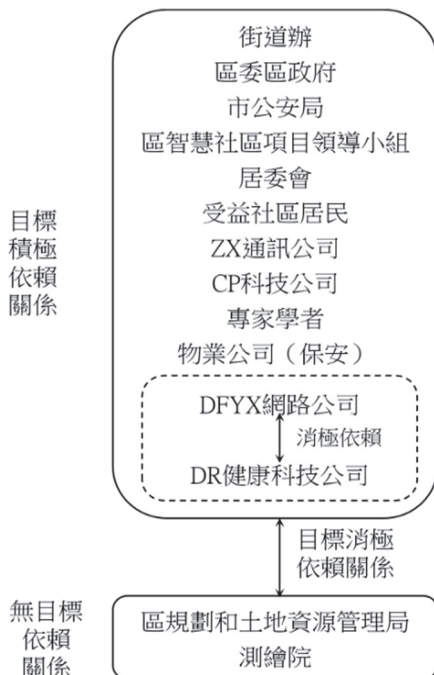 街道辦
區委區政府
市公安局
區智慧社區項目領導小組
居委會
受益社區居民
ZX通訊公司
CP科技公司
專家學者
物業公司（保安）
目標
積極
依賴
關係
DFYX網路公司
消極依賴
DR健康科技公司
目標消極
依賴關係
無目標
依賴
關係
區規劃和土地資源管理局
測繪院